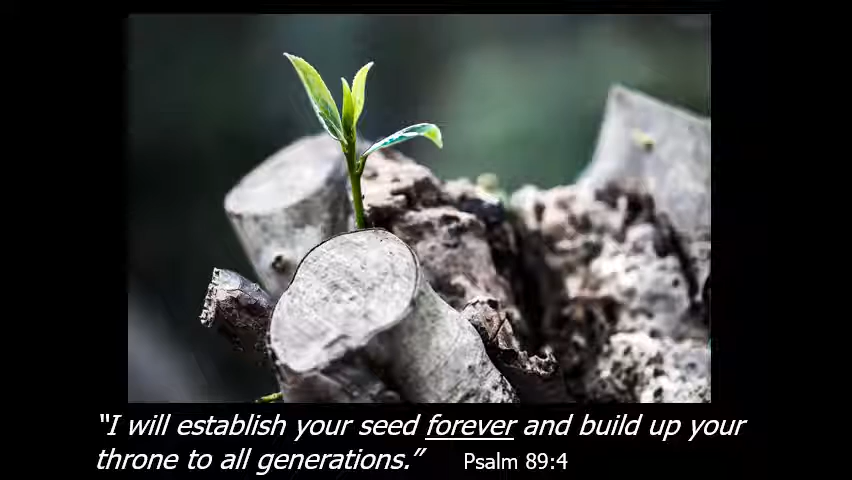 “I will establish your seed forever and build up your
throne to all generations.” Psalm 89:4